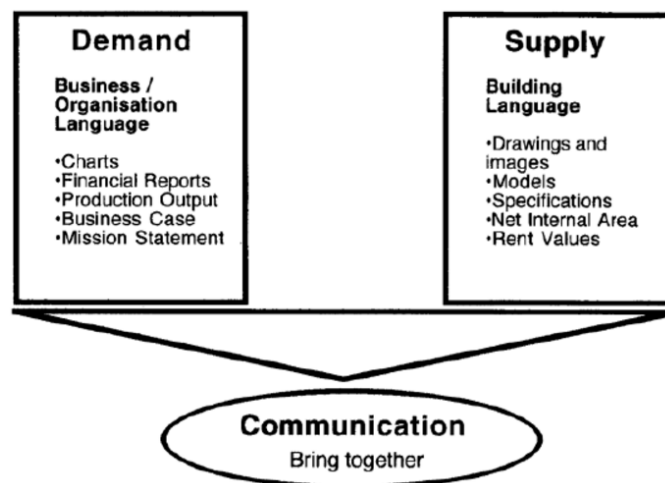 Demand
Business /
Organisation
Language
•Charts
•Financial Reports
•Production Output
•Business Case
•Mission Statement
Supply
Building
Language
•Drawings and
images
•Models
•Specifications
•Net Internal Area
•Rent Values
Communication
Bring together